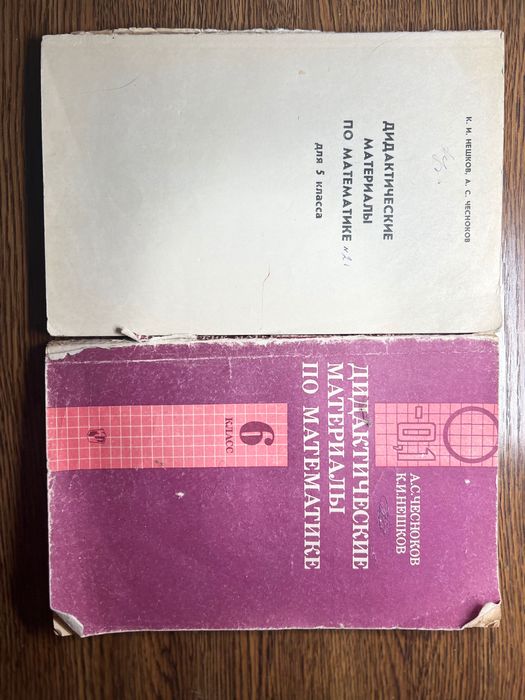 К. И. НЕШКОВ, А. С. ЧЕСНОКОВ
ДИДАКТИЧЕСКИЕ
МАТЕРИАЛЫ
ПО МАТЕМАТИКЕ
для 5 класса
-0,1
А.С.ЧЕСНОКОВ
К.И.НЕШКОВ
ДИДАКТИЧЕСКИЕ
МАТЕРИАЛЫ
ПО МАТЕМАТИКЕ
6
КЛАСС